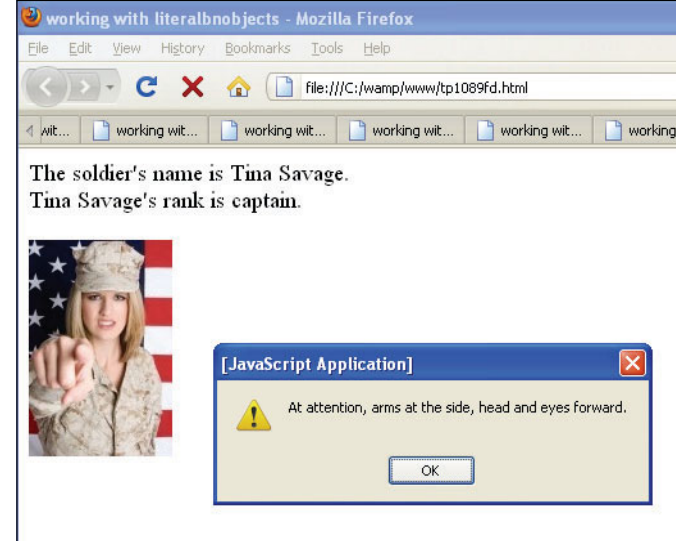 working with literalbnobjects - Mozilla Firefox
File Edit View History Bookmarks Tools Help
file:///C:/wamp/www/tp1089fd.html
wit... working wit... working wit... working wit... working wit... working
The soldier's name is Tina Savage.
Tina Savage's rank is captain.
[JavaScript Application]
At attention, arms at the side, head and eyes forward.
OK